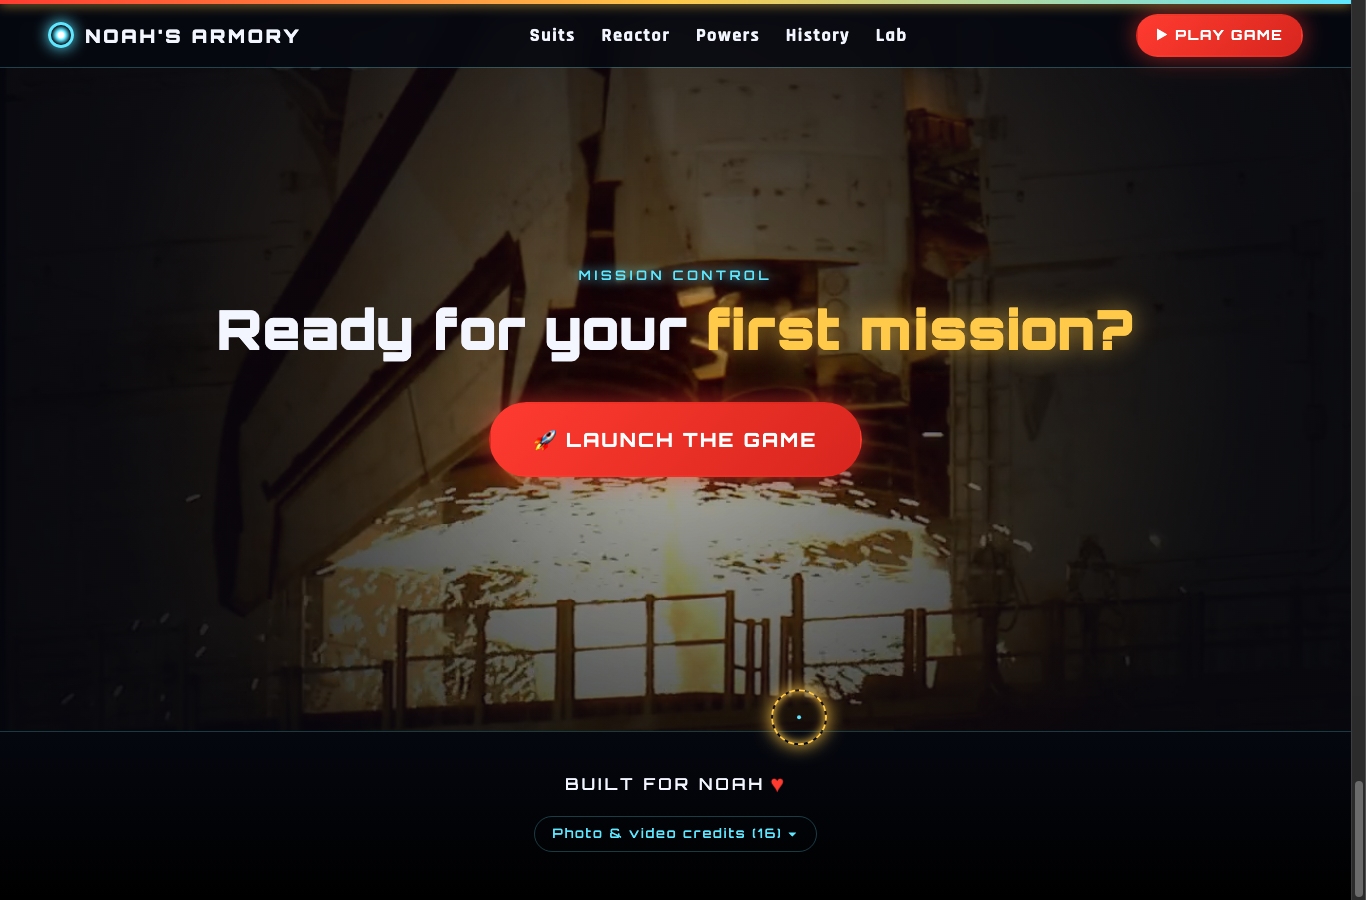 NOAH'S ARMORY
Suits Reactor Powers History Lab
▶ PLAY GAME
MISSION CONTROL
Ready for your first mission?
🚀 LAUNCH THE GAME
BUILT FOR NOAH ♥
Photo & video credits (16)